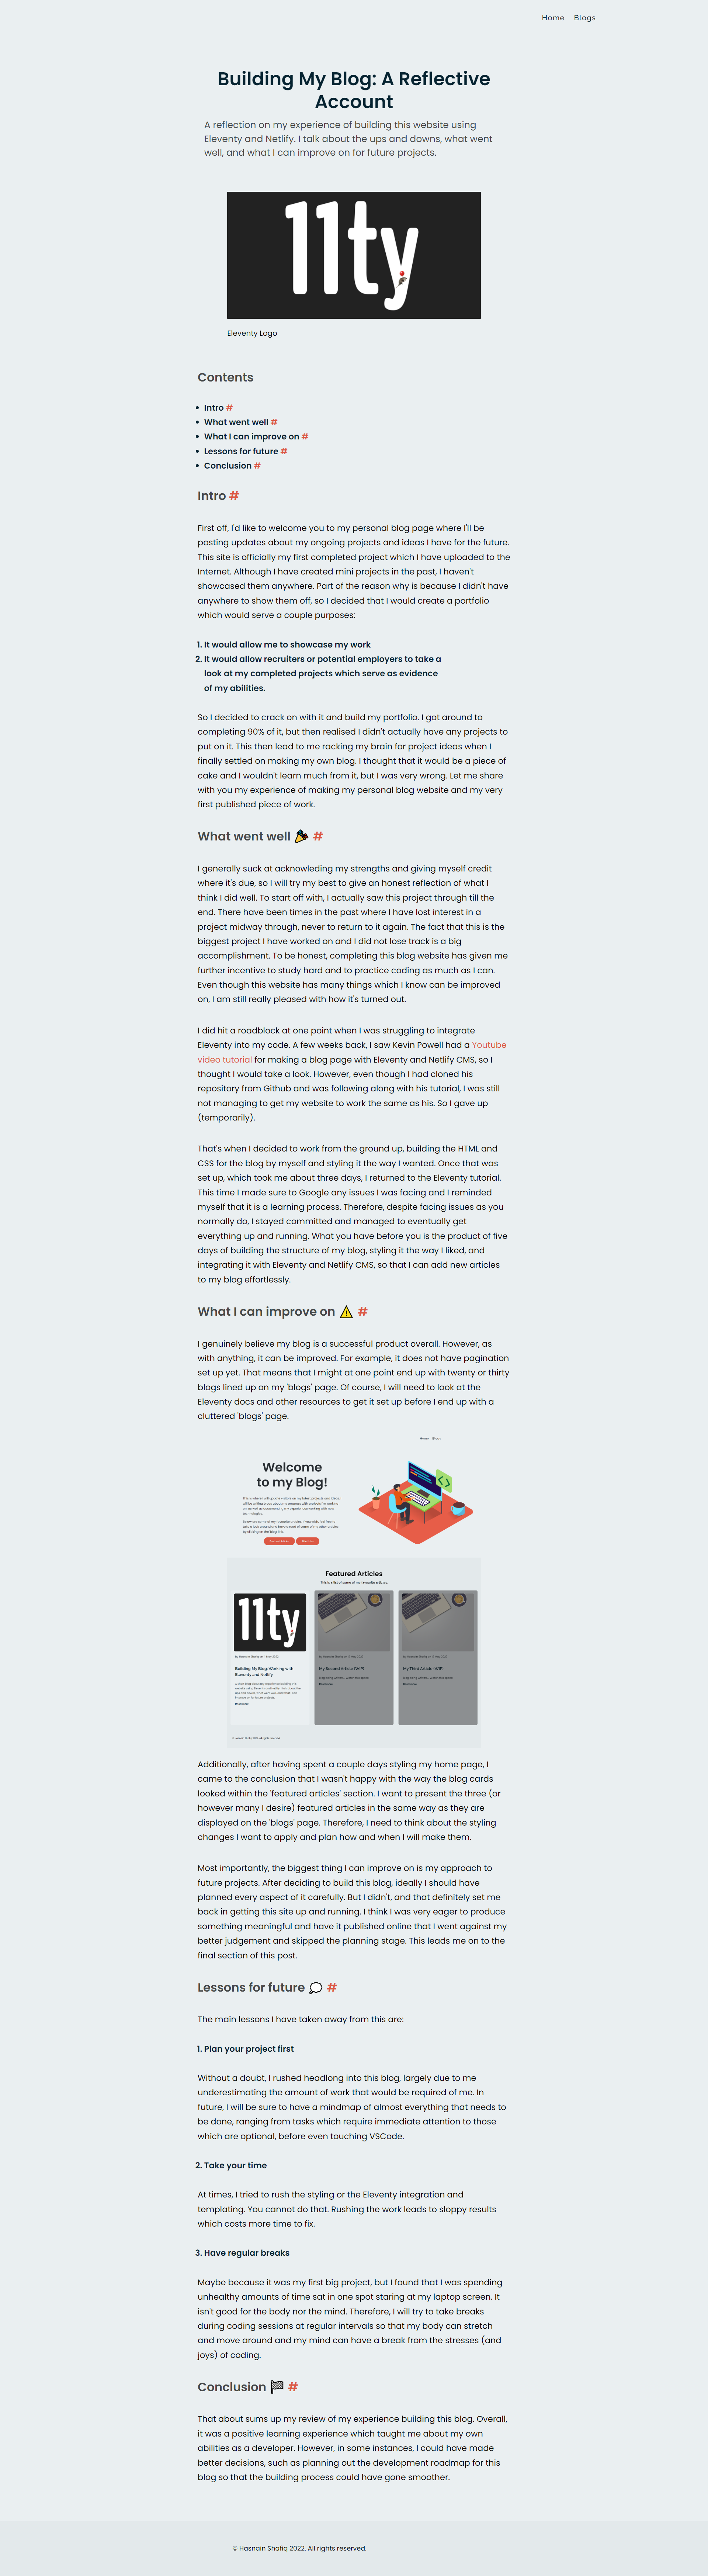 Home Blogs
Building My Blog: A Reflective
Account
A reflection on my experience of building this website using
Eleventy and Netlify. I talk about the ups and downs, what went
well, and what I can improve on for future projects.
11ty
Eleventy Logo
Contents
Intro #
What went well #
What I can improve on #
Lessons for future #
Conclusion #
Intro #
First off, I'd like to welcome you to my personal blog page where I'll be
posting updates about my ongoing projects and ideas I have for the future.
This site is officially my first completed project which I have uploaded to the
Internet. Although I have created mini projects in the past, I haven't
showcased them anywhere. Part of the reason why is because I didn't have
anywhere to show them off, so I decided that I would create a portfolio
which would serve a couple purposes:
1. It would allow me to showcase my work
2. It would allow recruiters or potential employers to take a
look at my completed projects which serve as evidence
of my abilities.
So I decided to crack on with it and build my portfolio. I got around to
completing 90% of it, but then realised I didn't actually have any projects to
put on it. This then lead to me racking my brain for project ideas when I
finally settled on making my own blog. I thought that it would be a piece of
cake and I wouldn't learn much from it, but I was very wrong. Let me share
with you my experience of making my personal blog website and my very
first published piece of work.
What went well 🎉 #
I generally suck at acknowleding my strengths and giving myself credit
where it's due, so I will try my best to give an honest reflection of what I
think I did well. To start off with, I actually saw this project through till the
end. There have been times in the past where I have lost interest in a
project midway through, never to return to it again. The fact that this is the
biggest project I have worked on and I did not lose track is a big
accomplishment. To be honest, completing this blog website has given me
further incentive to study hard and to practice coding as much as I can.
Even though this website has many things which I know can be improved
on, I am still really pleased with how it's turned out.
I did hit a roadblock at one point when I was struggling to integrate
Eleventy into my code. A few weeks back, I saw Kevin Powell had a Youtube
video tutorial for making a blog page with Eleventy and Netlify CMS, so I
thought I would take a look. However, even though I had cloned his
repository from Github and was following along with his tutorial, I was still
not managing to get my website to work the same as his. So I gave up
(temporarily).
That's when I decided to work from the ground up, building the HTML and
CSS for the blog by myself and styling it the way I wanted. Once that was
set up, which took me about three days, I returned to the Eleventy tutorial.
This time I made sure to Google any issues I was facing and I reminded
myself that it is a learning process. Therefore, despite facing issues as you
normally do, I stayed committed and managed to eventually get
everything up and running. What you have before you is the product of five
days of building the structure of my blog, styling it the way I liked, and
integrating it with Eleventy and Netlify CMS, so that I can add new articles
to my blog effortlessly.
What I can improve on ⚠️ #
I genuinely believe my blog is a successful product overall. However, as
with anything, it can be improved. For example, it does not have pagination
set up yet. That means that I might at one point end up with twenty or thirty
blogs lined up on my 'blogs' page. Of course, I will need to look at the
Eleventy docs and other resources to get it set up before I end up with a
cluttered 'blogs' page.
Home Blogs
Welcome
to my Blog!
Featured Articles
This is a list of some of my favourite articles.
11ty
Building My Blog: Working with
Eleventy and Netlify
Read more
My Second Article (WIP)
Read more
My Third Article (WIP)
Read more
Additionally, after having spent a couple days styling my home page, I
came to the conclusion that I wasn't happy with the way the blog cards
looked within the 'featured articles' section. I want to present the three (or
however many I desire) featured articles in the same way as they are
displayed on the 'blogs' page. Therefore, I need to think about the styling
changes I want to apply and plan how and when I will make them.
Most importantly, the biggest thing I can improve on is my approach to
future projects. After deciding to build this blog, ideally I should have
planned every aspect of it carefully. But I didn't, and that definitely set me
back in getting this site up and running. I think I was very eager to produce
something meaningful and have it published online that I went against my
better judgement and skipped the planning stage. This leads me on to the
final section of this post.
Lessons for future 💭 #
The main lessons I have taken away from this are:
1. Plan your project first
Without a doubt, I rushed headlong into this blog, largely due to me
underestimating the amount of work that would be required of me. In
future, I will be sure to have a mindmap of almost everything that needs to
be done, ranging from tasks which require immediate attention to those
which are optional, before even touching VSCode.
2. Take your time
At times, I tried to rush the styling or the Eleventy integration and
templating. You cannot do that. Rushing the work leads to sloppy results
which costs more time to fix.
3. Have regular breaks
Maybe because it was my first big project, but I found that I was spending
unhealthy amounts of time sat in one spot staring at my laptop screen. It
isn't good for the body nor the mind. Therefore, I will try to take breaks
during coding sessions at regular intervals so that my body can stretch
and move around and my mind can have a break from the stresses (and
joys) of coding.
Conclusion 🏁 #
That about sums up my review of my experience building this blog. Overall,
it was a positive learning experience which taught me about my own
abilities as a developer. However, in some instances, I could have made
better decisions, such as planning out the development roadmap for this
blog so that the building process could have gone smoother.
© Hasnain Shafiq 2022. All rights reserved.